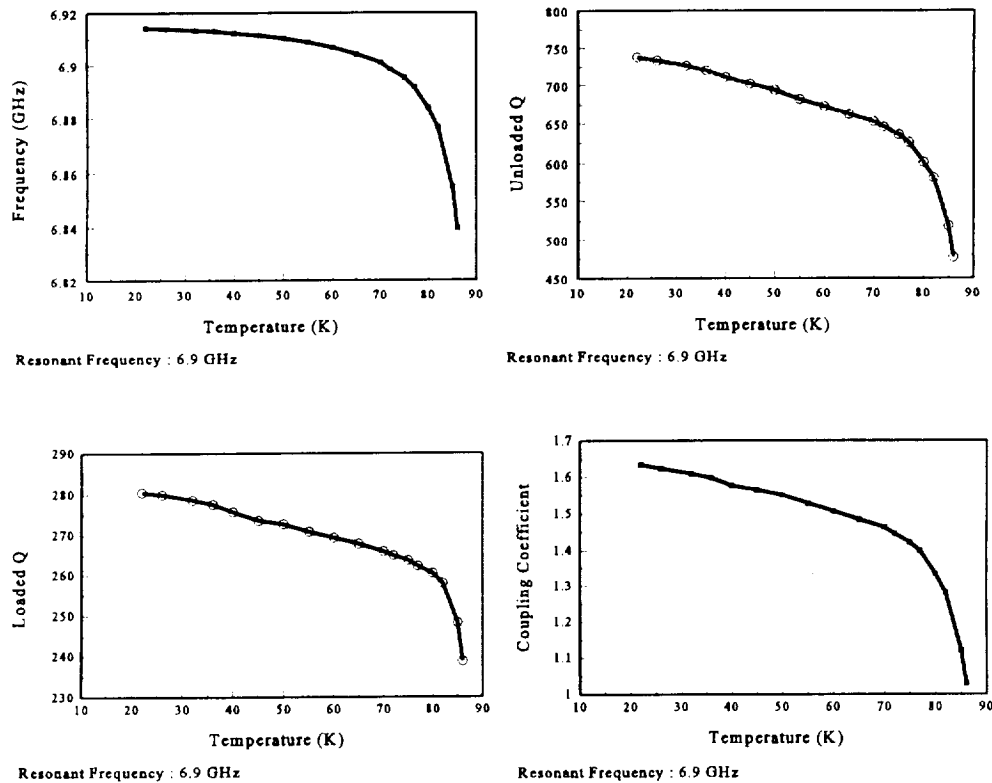 6.92
6.9
6.88
6.86
6.84
6.82
Frequency (GHz)
10 20 30 40 50 60 70 80 90
Temperature (K)
Resonant Frequency : 6.9 GHz
800
750
700
650
600
550
500
450
Unloaded Q
10 20 30 40 50 60 70 80 90
Temperature (K)
Resonant Frequency : 6.9 GHz
290
280
270
260
250
240
230
Loaded Q
10 20 30 40 50 60 70 80 90
Temperature (K)
Resonant Frequency : 6.9 GHz
1.7
1.6
1.5
1.4
1.3
1.2
1.1
1
Coupling Coefficient
10 20 30 40 50 60 70 80 90
Temperature (K)
Resonant Frequency : 6.9 GHz